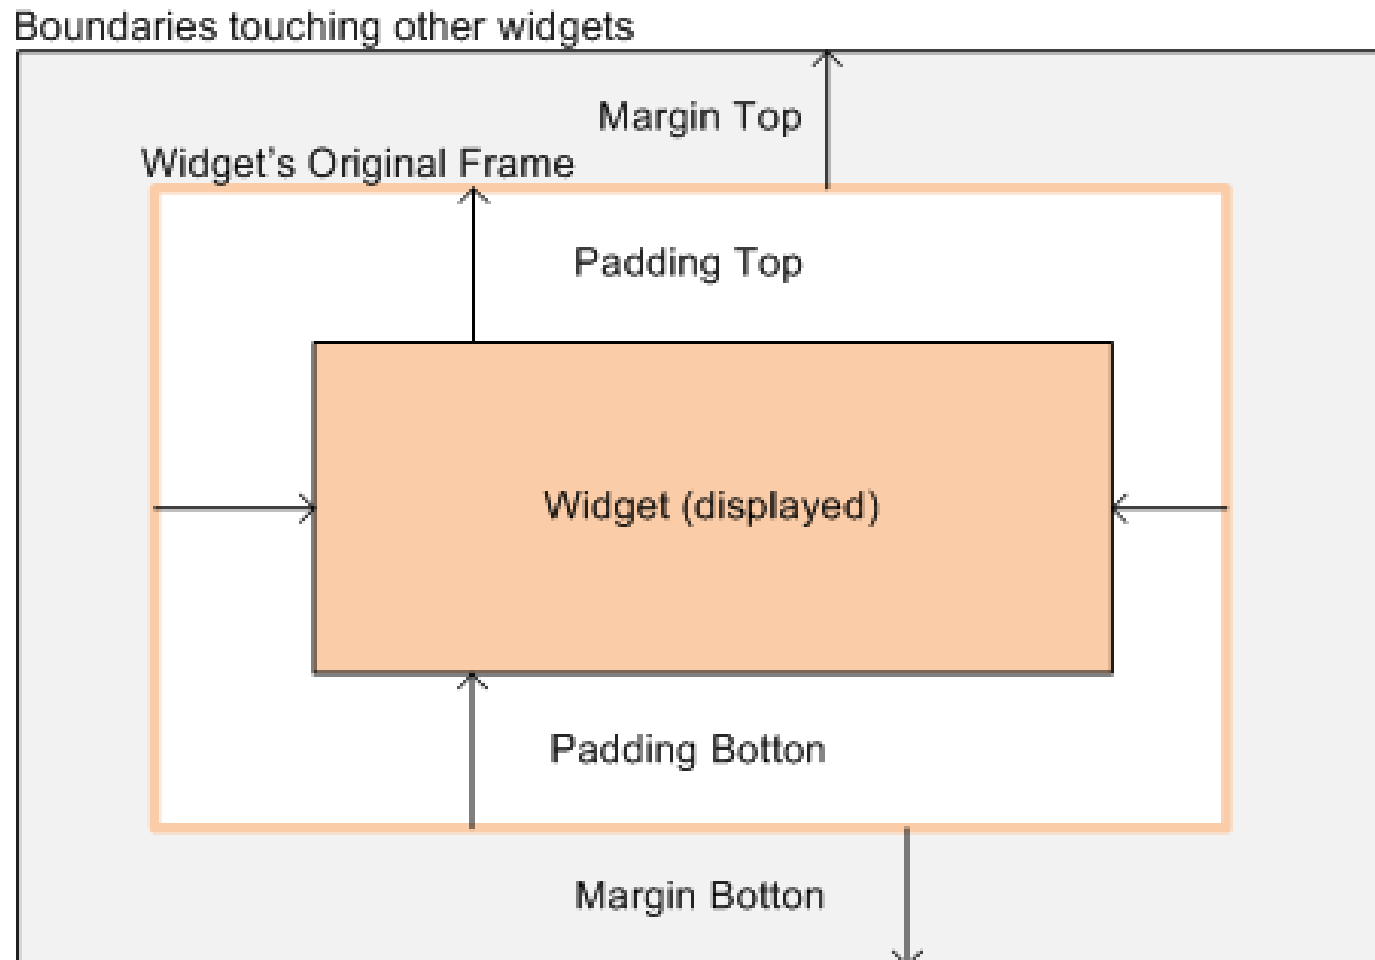 Boundaries touching other widgets
Margin Top
Widget's Original Frame
Padding Top
Widget (displayed)
Padding Botton
Margin Botton